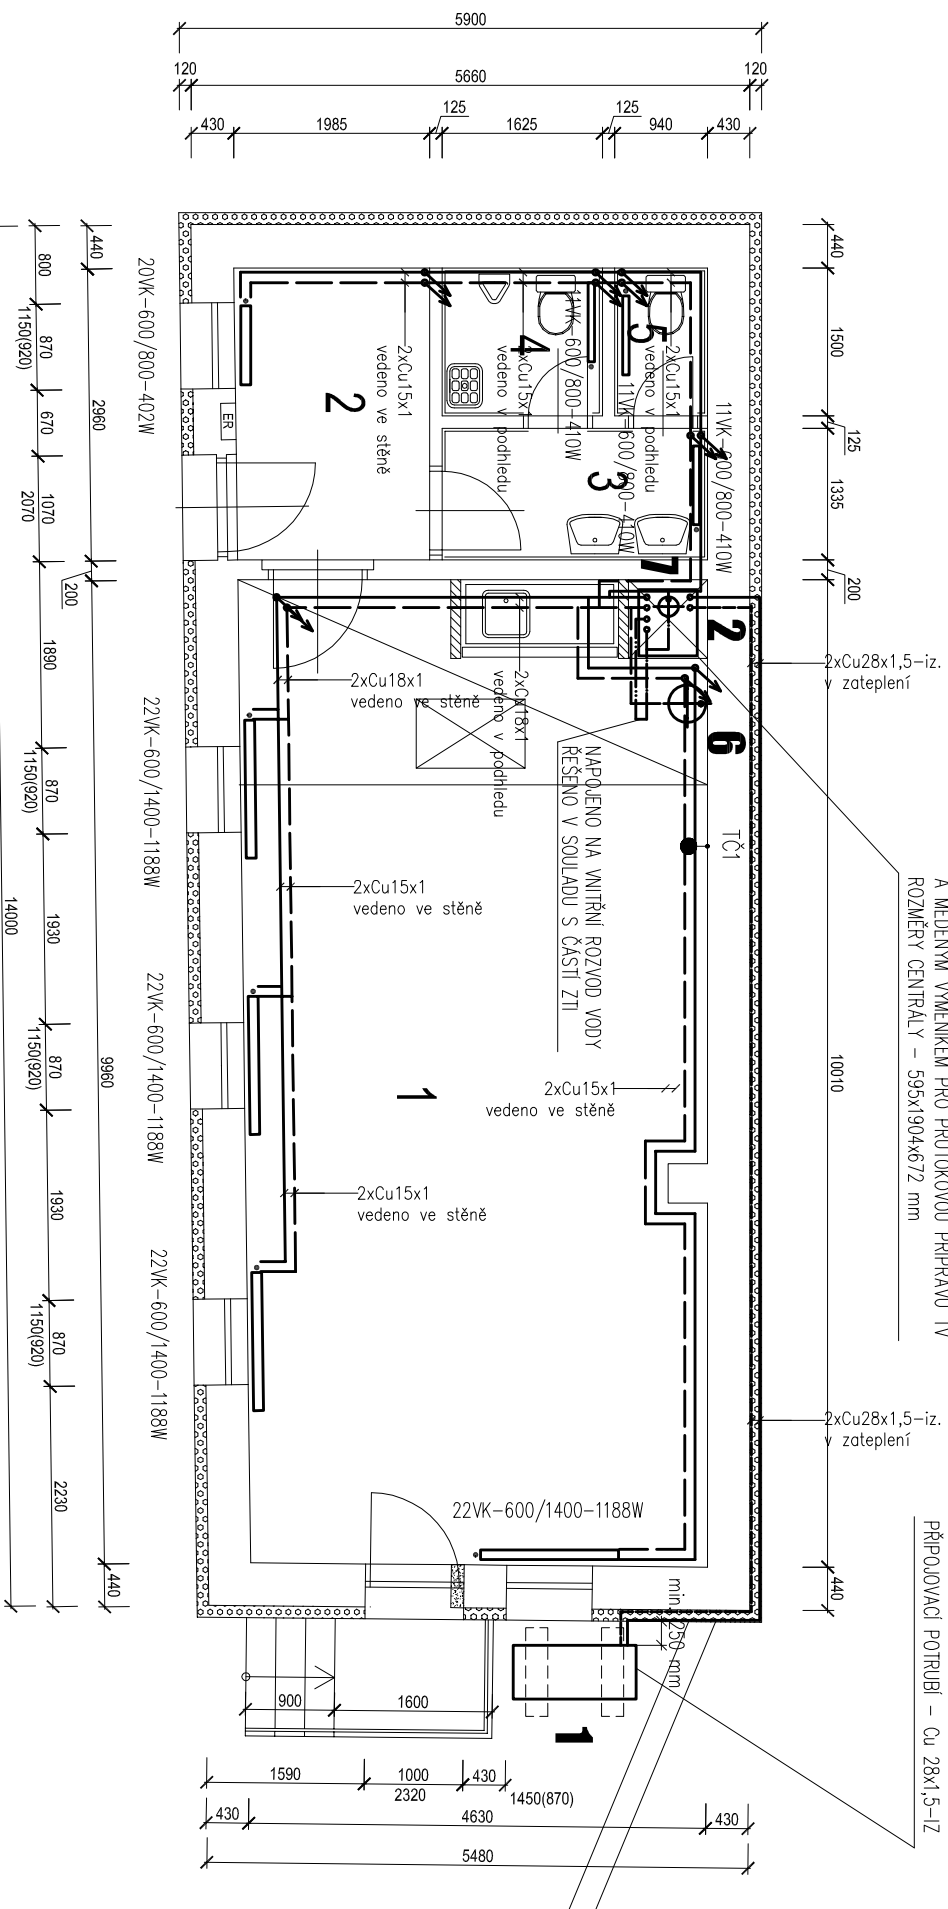 5900
120
5660
120
430
1985
125
1625
125
940
430
440
800
870
1150(920)
670
1070
2070
200
1890
870
1150(920)
1930
870
1150(920)
1930
870
1150(920)
2230
2960
9960
440
14000
440
1500
125
1335
200
10010
440
20VK-600/800-402W
22VK-600/1400-1188W
22VK-600/1400-1188W
22VK-600/1400-1188W
22VK-600/1400-1188W
11VK-600/800-410W
11VK-600/800-410W
11VK-600/800-410W
ER
2
4
5
3
7
2
6
1
1
2xCu15x1
vedeno ve stěně
2xCu15x1
vedeno v podhledu
2xCu15x1
vedeno v podhledu
2xCu18x1
vedeno ve stěně
2xCu18x1
vedeno v podhledu
2xCu15x1
vedeno ve stěně
2xCu15x1
vedeno ve stěně
2xCu15x1
vedeno ve stěně
2xCu28x1,5-iz.
v zateplení
2xCu28x1,5-iz.
v zateplení
TČ1
NAPOJENO NA VNITŘNÍ ROZVOD VODY
ŘEŠENO V SOULADU S ČÁSTÍ ZTI
A MĚDĚNÝM VÝMĚNÍKEM PRO PRŮTOKOVOU PŘÍPRAVU TV
ROZMĚRY CENTRÁLY - 595x1904x672 mm
PŘIPOJOVACÍ POTRUBÍ - Cu 28x1,5-IZ
min. 250 mm
900
1600
1590
1000
2320
430
1450(870)
430
4630
430
5480